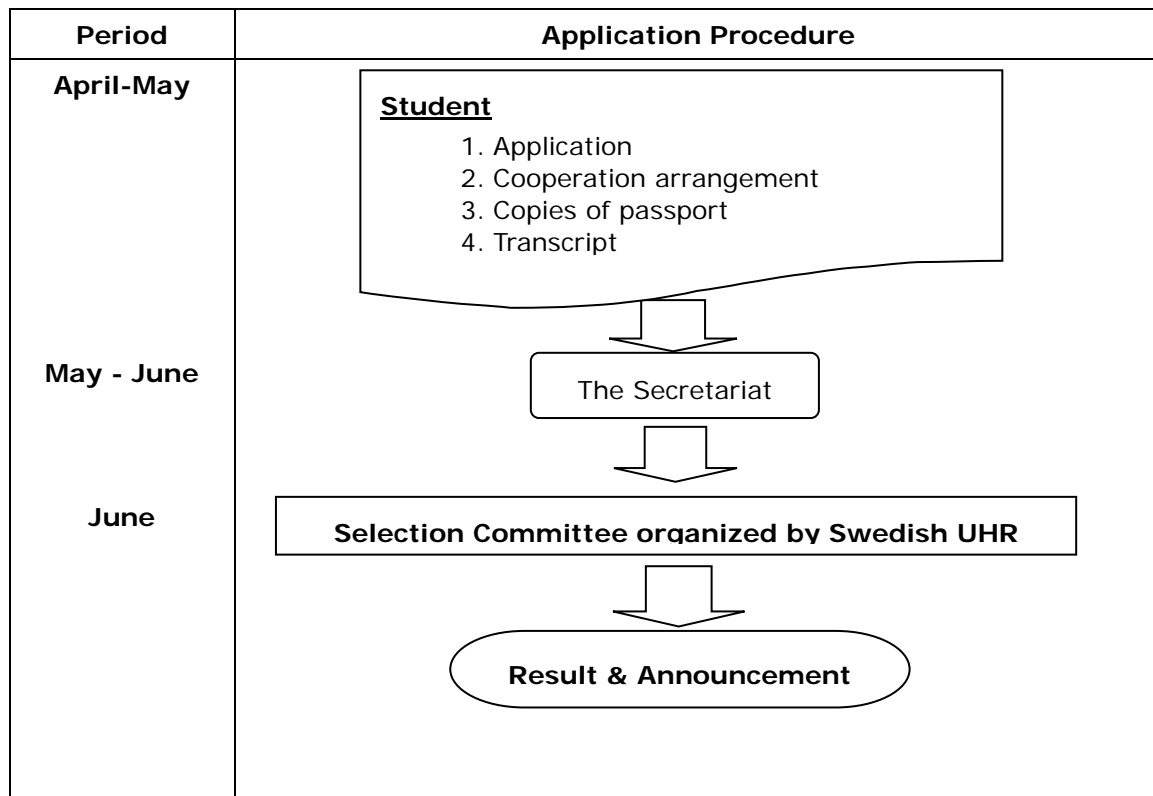 Period
Application Procedure
April-May
Student
1. Application
2. Cooperation arrangement
3. Copies of passport
4. Transcript
May - June
The Secretariat
June
Selection Committee organized by Swedish UHR
Result & Announcement